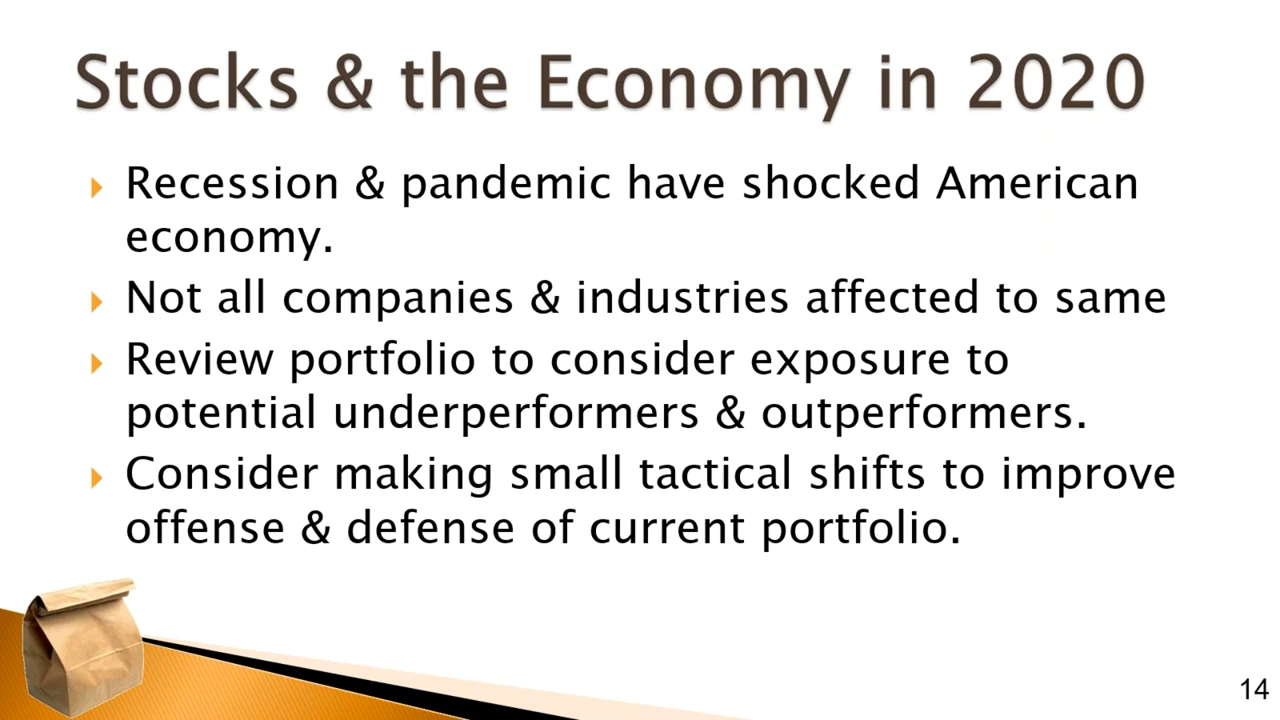 Stocks & the Economy in 2020
Recession & pandemic have shocked American
economy.
Not all companies & industries affected to same
Review portfolio to consider exposure to
potential underperformers & outperformers.
Consider making small tactical shifts to improve
offense & defense of current portfolio.
14